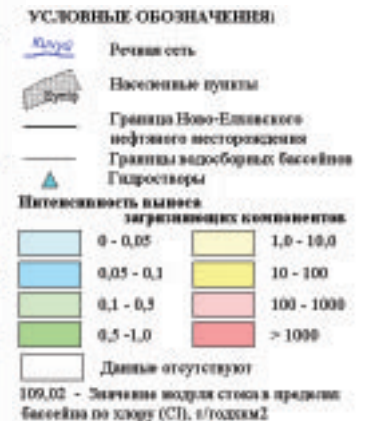 УСЛОВНЫЕ ОБОЗНАЧЕНИЯ:
Речная сеть
Населенные пункты
Граница Ново-Елховского
нефтяного месторождения
Границы водосборных бассейнов
Гидростворы
Интенсивность выноса
загрязняющих компонентов
0 - 0,05 1,0 - 10,0
0,05 - 0,1 10 - 100
0,1 - 0,5 100 - 1000
0,5 -1,0 > 1000
Данные отсутствуют
109,02 - Значение модуля стока в пределах
бассейна по хлору (Cl), т/годкм2